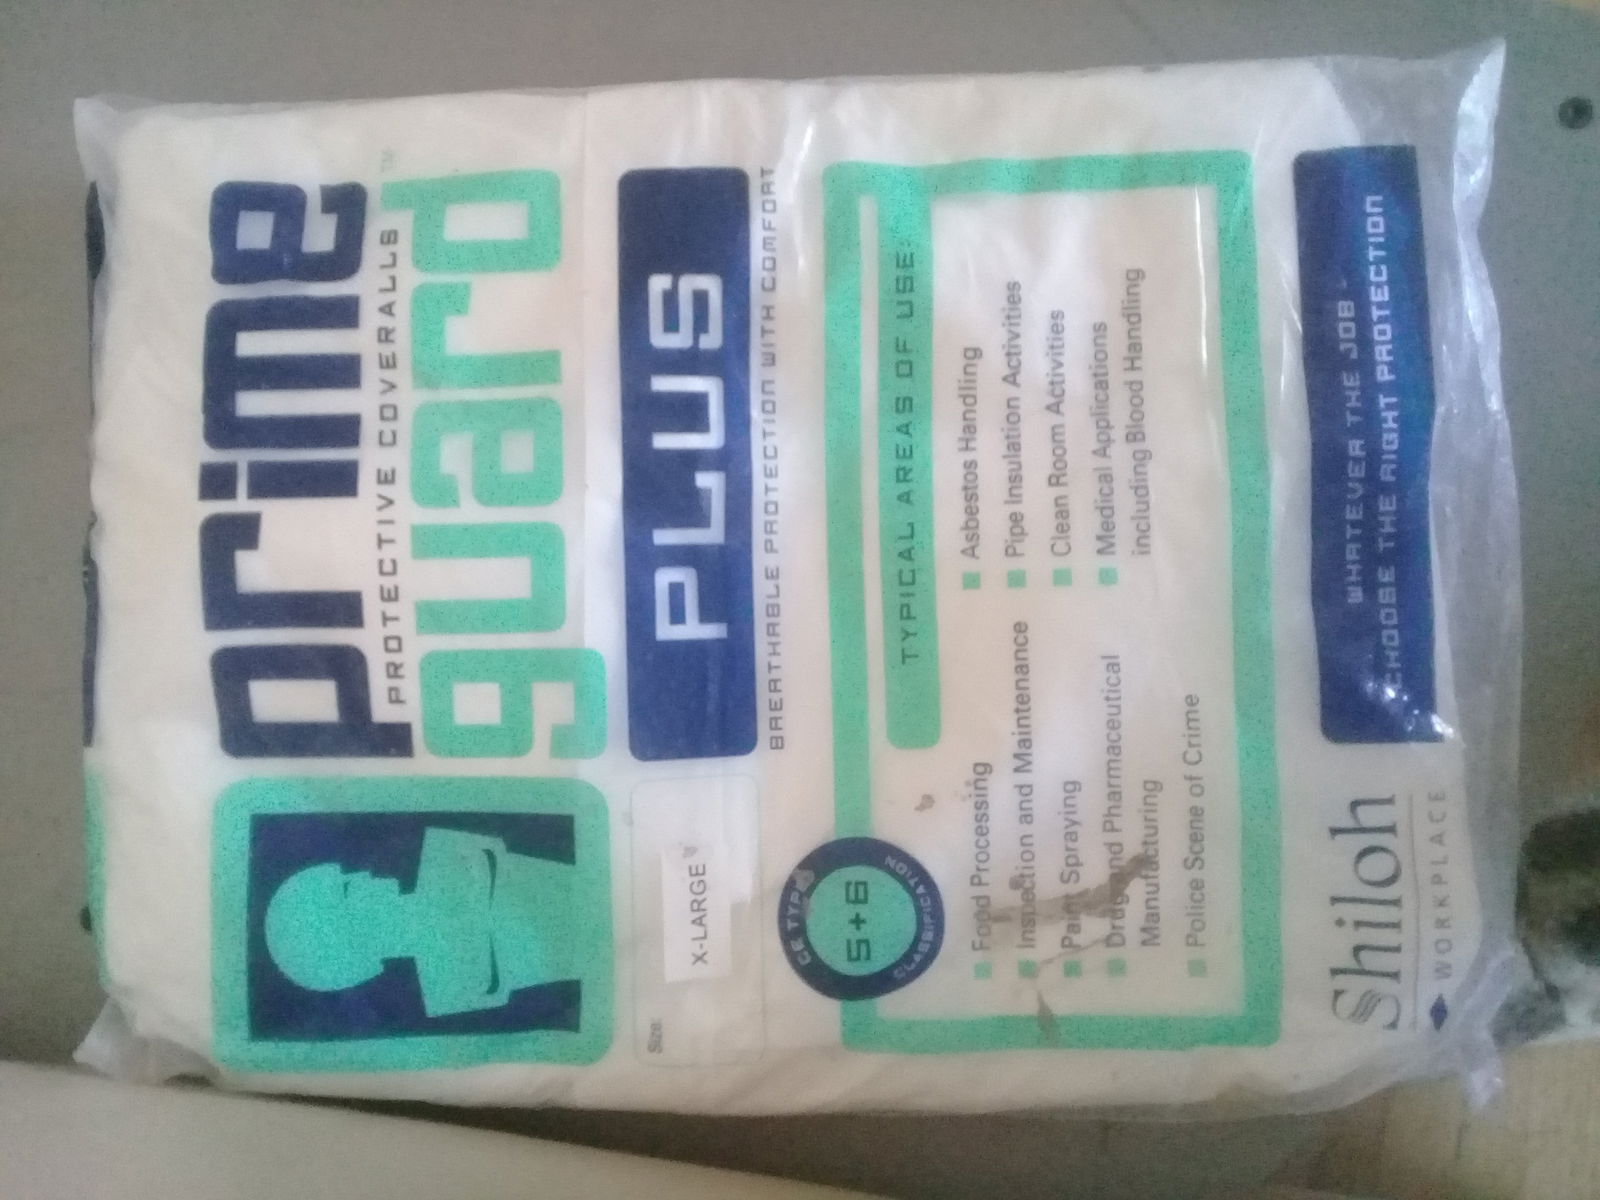 prime
PROTECTIVE COVERALLS
guard™
PLUS
BREATHABLE PROTECTION WITH COMFORT
Size:
X-LARGE
CE TYPE
5+6
CLASSIFICATION
TYPICAL AREAS OF USE:
Food Processing
Inspection and Maintenance
Paint Spraying
Drug and Pharmaceutical
Manufacturing
Police Scene of Crime
Asbestos Handling
Pipe Insulation Activities
Clean Room Activities
Medical Applications
including Blood Handling
Shiloh
WORKPLACE
WHATEVER THE JOB -
CHOOSE THE RIGHT PROTECTION